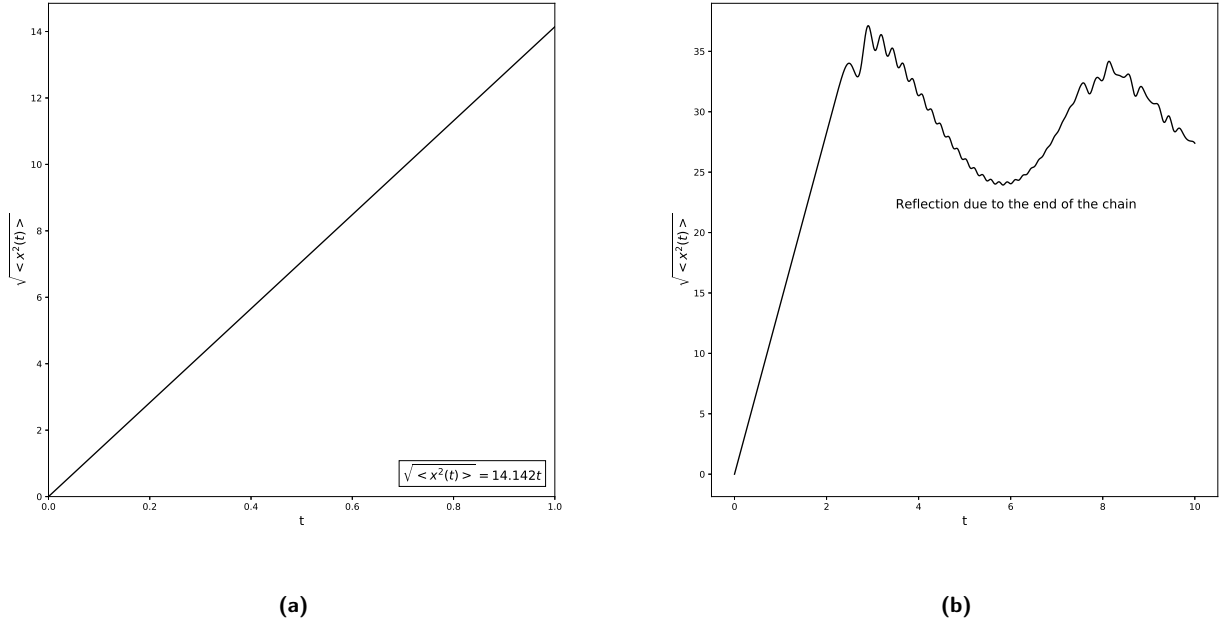 14
12
10
8
6
4
2
0
√<x²(t)>
0.0 0.2 0.4 0.6 0.8 1.0
t
√<x²(t)> = 14.142t
(a)
35
30
25
20
15
10
5
0
√<x²(t)>
Reflection due to the end of the chain
0 2 4 6 8 10
t
(b)